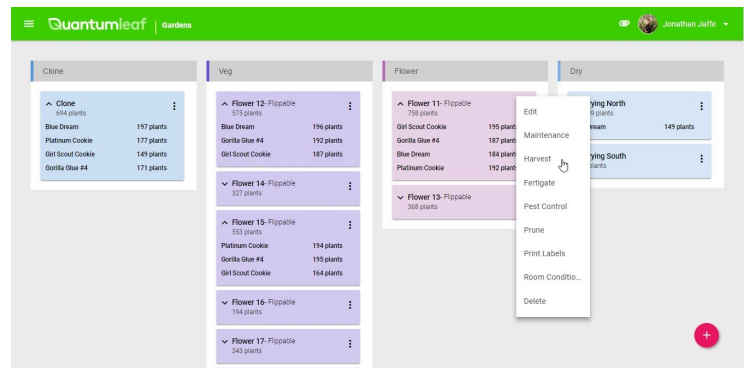 Quantumleaf | Gardens
Jonathan Jaffe
Clone
Clone
694 plants
Blue Dream 197 plants
Platinum Cookie 177 plants
Girl Scout Cookie 149 plants
Gorilla Glue #4 171 plants
Veg
Flower 12- Flippable
575 plants
Blue Dream 196 plants
Gorilla Glue #4 192 plants
Girl Scout Cookie 187 plants
Flower 14- Flippable
327 plants
Flower 15- Flippable
553 plants
Platinum Cookie 194 plants
Gorilla Glue #4 195 plants
Girl Scout Cookie 164 plants
Flower 16- Flippable
194 plants
Flower 17- Flippable
343 plants
Flower
Flower 11- Flippable
758 plants
Girl Scout Cookie 195 plants
Gorilla Glue #4 187 plants
Blue Dream 184 plants
Platinum Cookie 192 plants
Flower 13- Flippable
368 plants
Edit
Maintenance
Harvest
Fertigate
Pest Control
Prune
Print Labels
Room Conditio...
Delete
Dry
North
plants
149 plants
South
plants